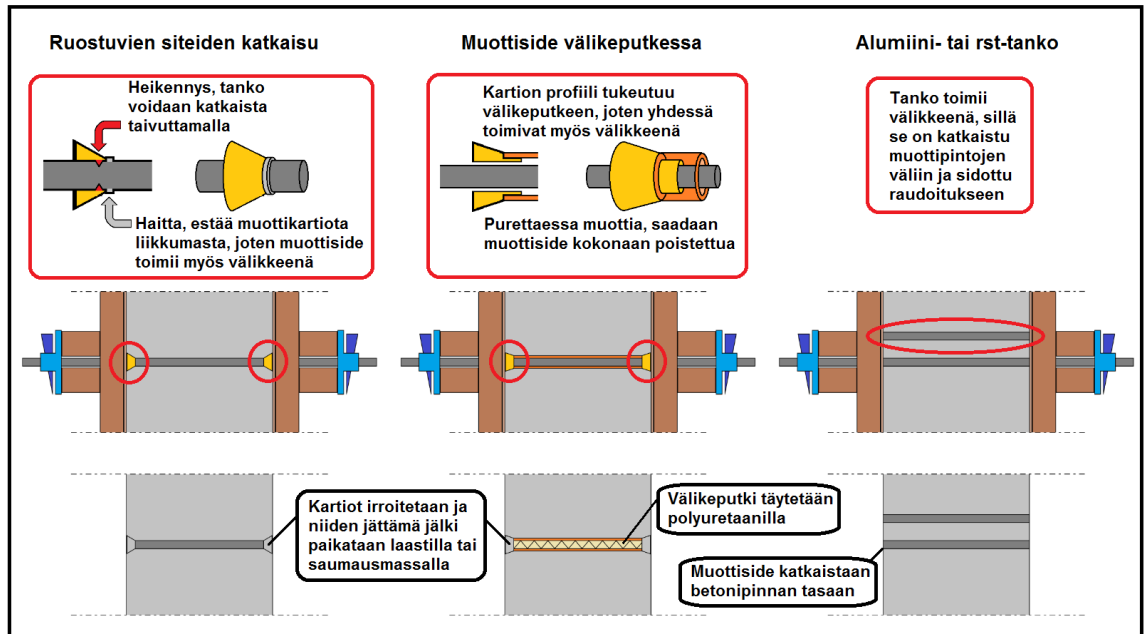 Ruostuvien siteiden katkaisu
Heikennys, tanko
voidaan katkaista
taivuttamalla
Haitta, estää muottikartiota
liikkumasta, joten muottiside
toimii myös välikkeenä
Muottiside välikeputkessa
Kartion profiili tukeutuu
välikeputkeen, joten yhdessä
toimivat myös välikkeenä
Purettaessa muottia, saadaan
muottiside kokonaan poistettua
Alumiini- tai rst-tanko
Tanko toimii
välikkeenä, sillä
se on katkaistu
muottipintojen
väliin ja sidottu
raudoitukseen
Kartiot irroitetaan ja
niiden jättämä jälki
paikataan laastilla tai
saumausmassalla
Välikeputki täytetään
polyuretaanilla
Muottiside katkaistaan
betonipinnan tasaan